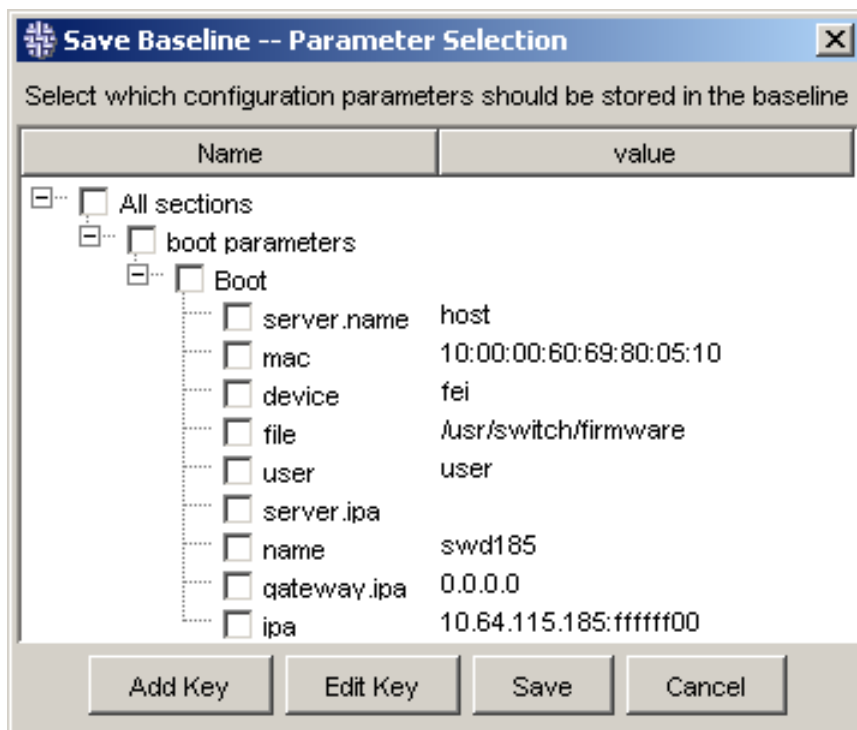 Save Baseline -- Parameter Selection
Select which configuration parameters should be stored in the baseline
Name value
All sections
boot parameters
Boot
server.name host
mac 10:00:00:60:69:80:05:10
device fei
file /usr/switch/firmware
user user
server.ipa
name swd185
gateway.ipa 0.0.0.0
ipa 10.64.115.185:ffffff00
Add Key Edit Key Save Cancel